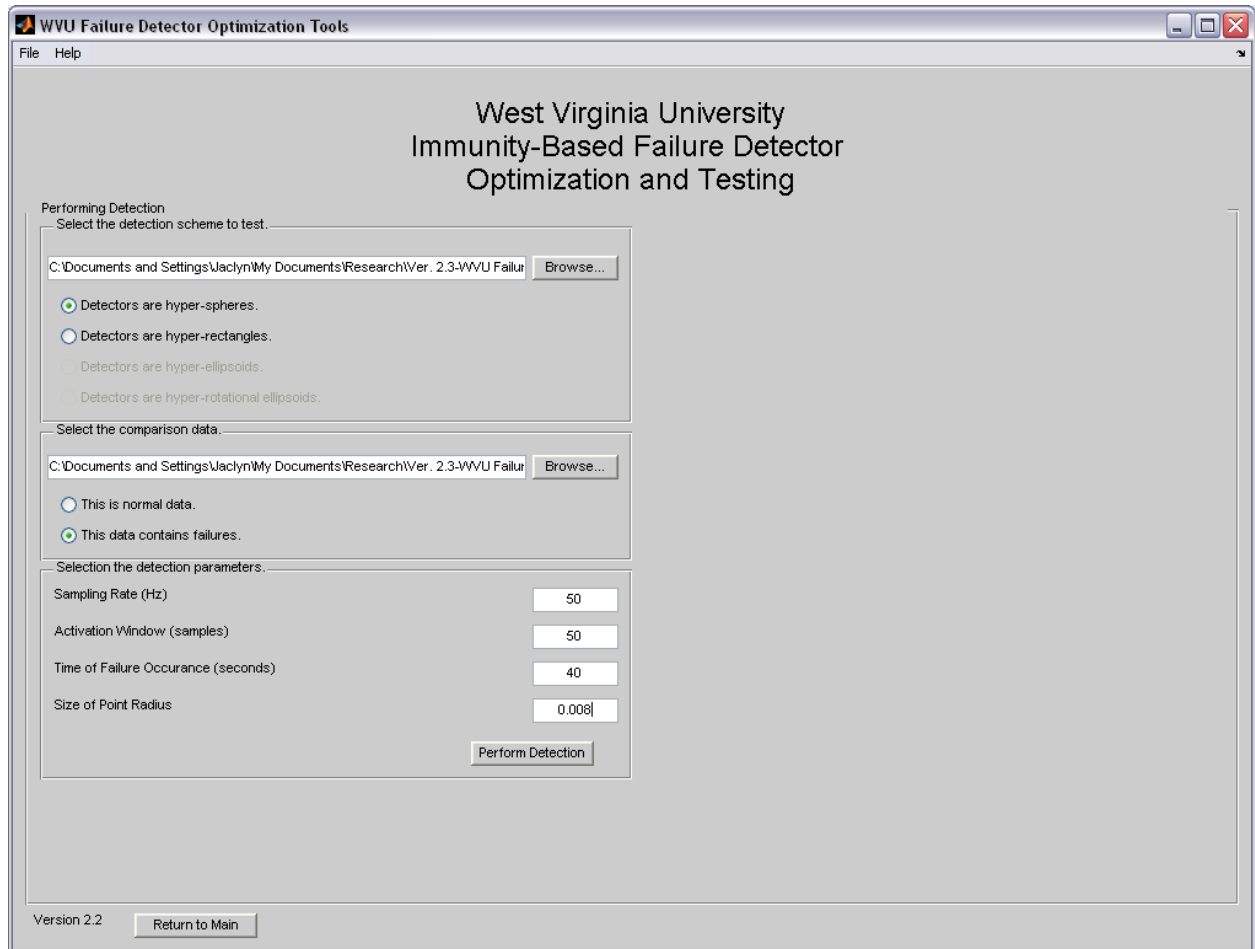 WVU Failure Detector Optimization Tools
File Help
West Virginia University
Immunity-Based Failure Detector
Optimization and Testing
Performing Detection
Select the detection scheme to test.
C:\Documents and Settings\Jaclyn\My Documents\Research\Ver. 2.3-WVU Failur Browse...
Detectors are hyper-spheres.
Detectors are hyper-rectangles.
Detectors are hyper-ellipsoids.
Detectors are hyper-rotational ellipsoids.
Select the comparison data.
C:\Documents and Settings\Jaclyn\My Documents\Research\Ver. 2.3-WVU Failur Browse...
This is normal data.
This data contains failures.
Selection the detection parameters.
Sampling Rate (Hz) 50
Activation Window (samples) 50
Time of Failure Occurance (seconds) 40
Size of Point Radius 0.008
Perform Detection
Version 2.2 Return to Main